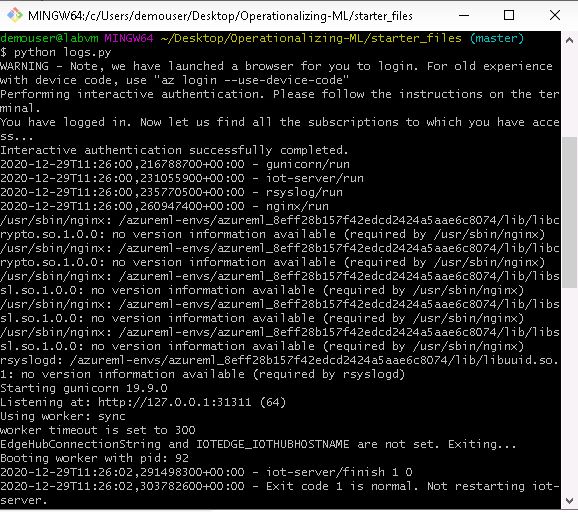 MINGW64:/c/Users/demouser/Desktop/Operationalizing-ML/starter_files
demouser@labvm MINGW64 ~/Desktop/Operationalizing-ML/starter_files (master)
$ python logs.py
WARNING - Note, we have launched a browser for you to login. For old experience
with device code, use "az login --use-device-code"
Performing interactive authentication. Please follow the instructions on the ter
minal.
You have logged in. Now let us find all the subscriptions to which you have acce
ss...
Interactive authentication successfully completed.
2020-12-29T11:26:00,216788700+00:00 - gunicorn/run
2020-12-29T11:26:00,231055900+00:00 - iot-server/run
2020-12-29T11:26:00,235770500+00:00 - rsyslog/run
2020-12-29T11:26:00,260947400+00:00 - nginx/run
/usr/sbin/nginx: /azureml-envs/azureml_8eff28b157f42edcd2424a5aae6c8074/lib/libc
rypto.so.1.0.0: no version information available (required by /usr/sbin/nginx)
/usr/sbin/nginx: /azureml-envs/azureml_8eff28b157f42edcd2424a5aae6c8074/lib/libc
rypto.so.1.0.0: no version information available (required by /usr/sbin/nginx)
/usr/sbin/nginx: /azureml-envs/azureml_8eff28b157f42edcd2424a5aae6c8074/lib/libs
sl.so.1.0.0: no version information available (required by /usr/sbin/nginx)
/usr/sbin/nginx: /azureml-envs/azureml_8eff28b157f42edcd2424a5aae6c8074/lib/libs
sl.so.1.0.0: no version information available (required by /usr/sbin/nginx)
/usr/sbin/nginx: /azureml-envs/azureml_8eff28b157f42edcd2424a5aae6c8074/lib/libs
sl.so.1.0.0: no version information available (required by /usr/sbin/nginx)
rsyslogd: /azureml-envs/azureml_8eff28b157f42edcd2424a5aae6c8074/lib/libuuid.so.
1: no version information available (required by rsyslogd)
Starting gunicorn 19.9.0
Listening at: http://127.0.0.1:31311 (64)
Using worker: sync
worker timeout is set to 300
EdgeHubConnectionString and IOTEDGE_IOTHUBHOSTNAME are not set. Exiting...
Booting worker with pid: 92
2020-12-29T11:26:02,291498300+00:00 - iot-server/finish 1 0
2020-12-29T11:26:02,303782600+00:00 - Exit code 1 is normal. Not restarting iot-
server.